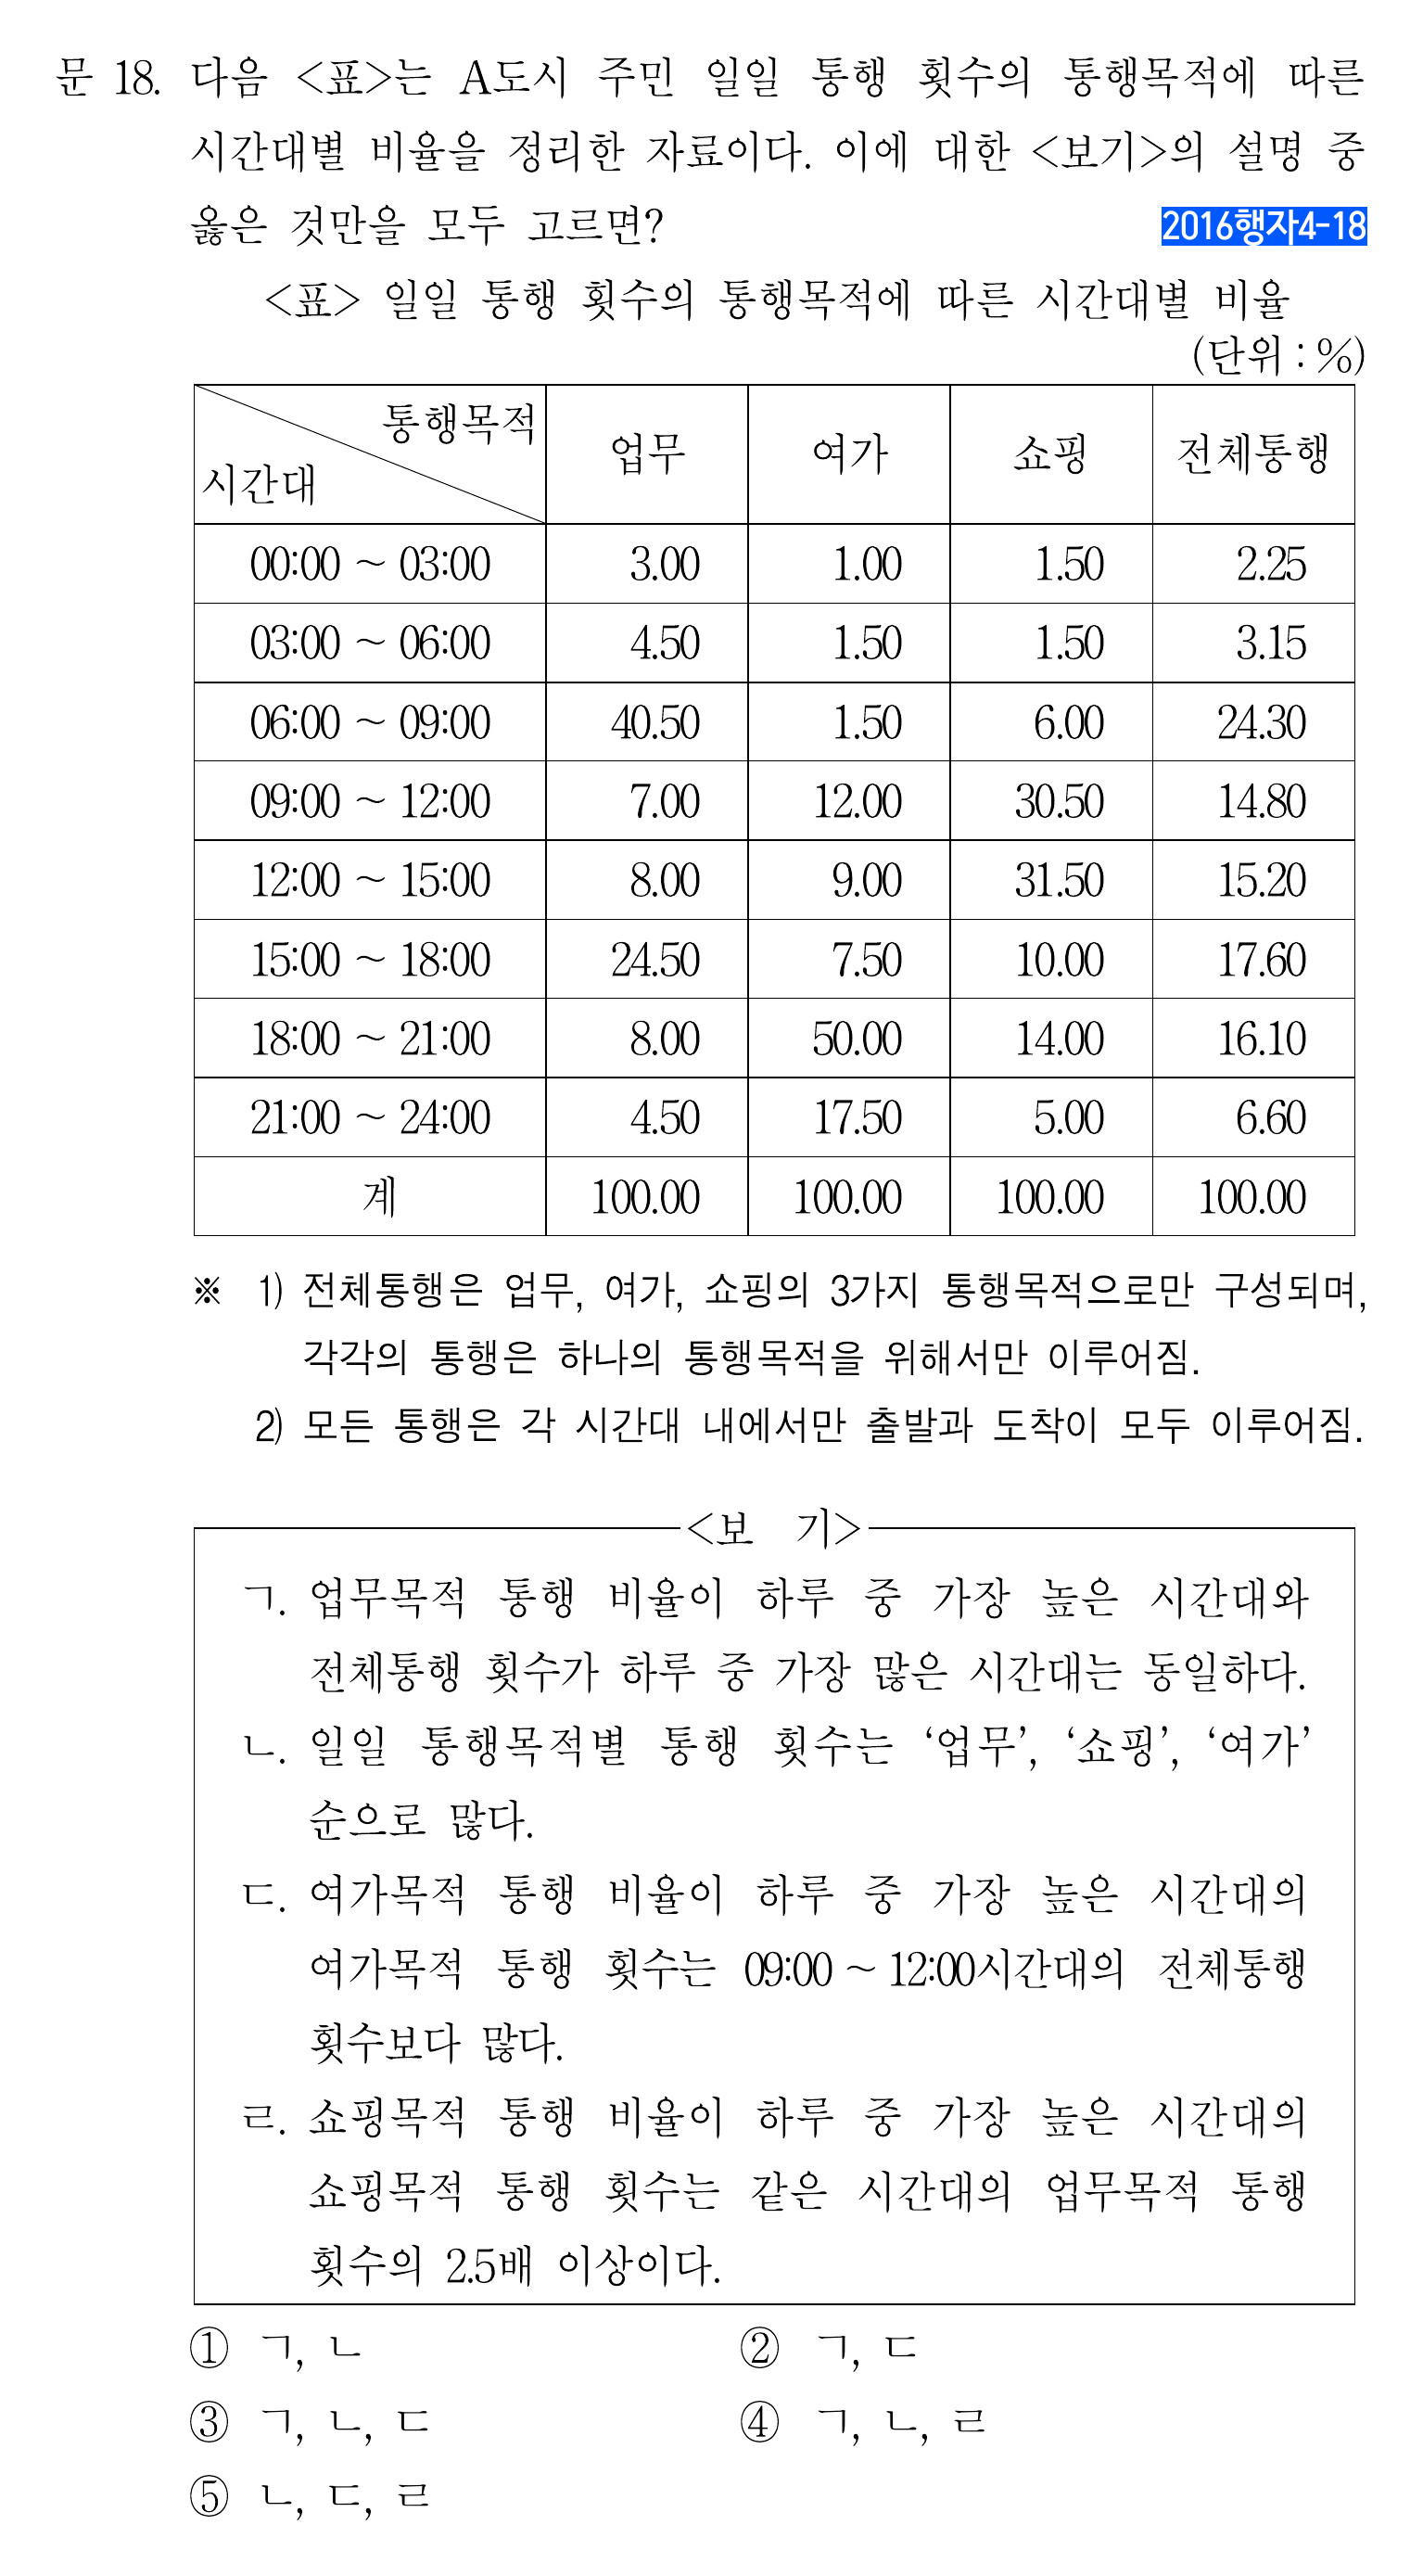 문 18. 다음 <표>는 A도시 주민 일일 통행 횟수의 통행목적에 따른
시간대별 비율을 정리한 자료이다. 이에 대한 <보기>의 설명 중
옳은 것만을 모두 고르면?
2016행자4-18
<표> 일일 통행 횟수의 통행목적에 따른 시간대별 비율
(단위 : %)
통행목적
시간대
업무 여가 쇼핑 전체통행
00:00 ~ 03:00 3.00 1.00 1.50 2.25
03:00 ~ 06:00 4.50 1.50 1.50 3.15
06:00 ~ 09:00 40.50 1.50 6.00 24.30
09:00 ~ 12:00 7.00 12.00 30.50 14.80
12:00 ~ 15:00 8.00 9.00 31.50 15.20
15:00 ~ 18:00 24.50 7.50 10.00 17.60
18:00 ~ 21:00 8.00 50.00 14.00 16.10
21:00 ~ 24:00 4.50 17.50 5.00 6.60
계 100.00 100.00 100.00 100.00
※ 1) 전체통행은 업무, 여가, 쇼핑의 3가지 통행목적으로만 구성되며,
각각의 통행은 하나의 통행목적을 위해서만 이루어짐.
2) 모든 통행은 각 시간대 내에서만 출발과 도착이 모두 이루어짐.
<보 기>
ㄱ. 업무목적 통행 비율이 하루 중 가장 높은 시간대와
전체통행 횟수가 하루 중 가장 많은 시간대는 동일하다.
ㄴ. 일일 통행목적별 통행 횟수는 ‘업무’, ‘쇼핑’, ‘여가’
순으로 많다.
ㄷ. 여가목적 통행 비율이 하루 중 가장 높은 시간대의
여가목적 통행 횟수는 09:00 ~ 12:00시간대의 전체통행
횟수보다 많다.
ㄹ. 쇼핑목적 통행 비율이 하루 중 가장 높은 시간대의
쇼핑목적 통행 횟수는 같은 시간대의 업무목적 통행
횟수의 2.5배 이상이다.
① ㄱ, ㄴ ② ㄱ, ㄷ
③ ㄱ, ㄴ, ㄷ ④ ㄱ, ㄴ, ㄹ
⑤ ㄴ, ㄷ, ㄹ